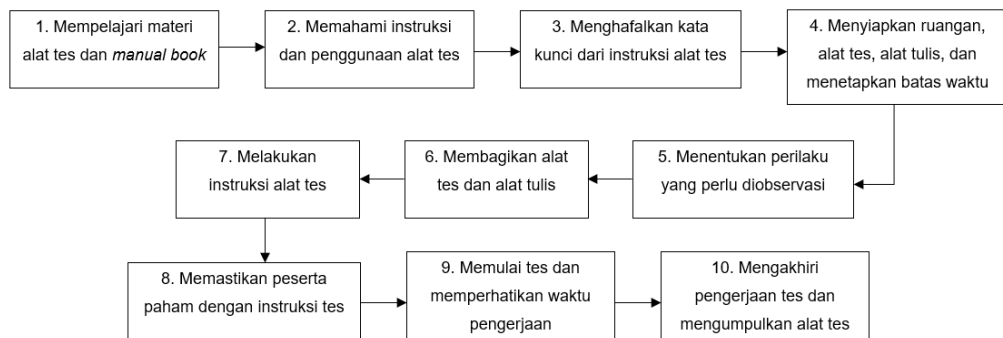 1. Mempelajari materi
alat tes dan manual book
2. Memahami instruksi
dan penggunaan alat tes
3. Menghafalkan kata
kunci dari instruksi alat tes
4. Menyiapkan ruangan,
alat tes, alat tulis, dan
menetapkan batas waktu
5. Menentukan perilaku
yang perlu diobservasi
6. Membagikan alat
tes dan alat tulis
7. Melakukan
instruksi alat tes
8. Memastikan peserta
paham dengan instruksi tes
9. Memulai tes dan
memperhatikan waktu
pengerjaan
10. Mengakhiri
pengerjaan tes dan
mengumpulkan alat tes